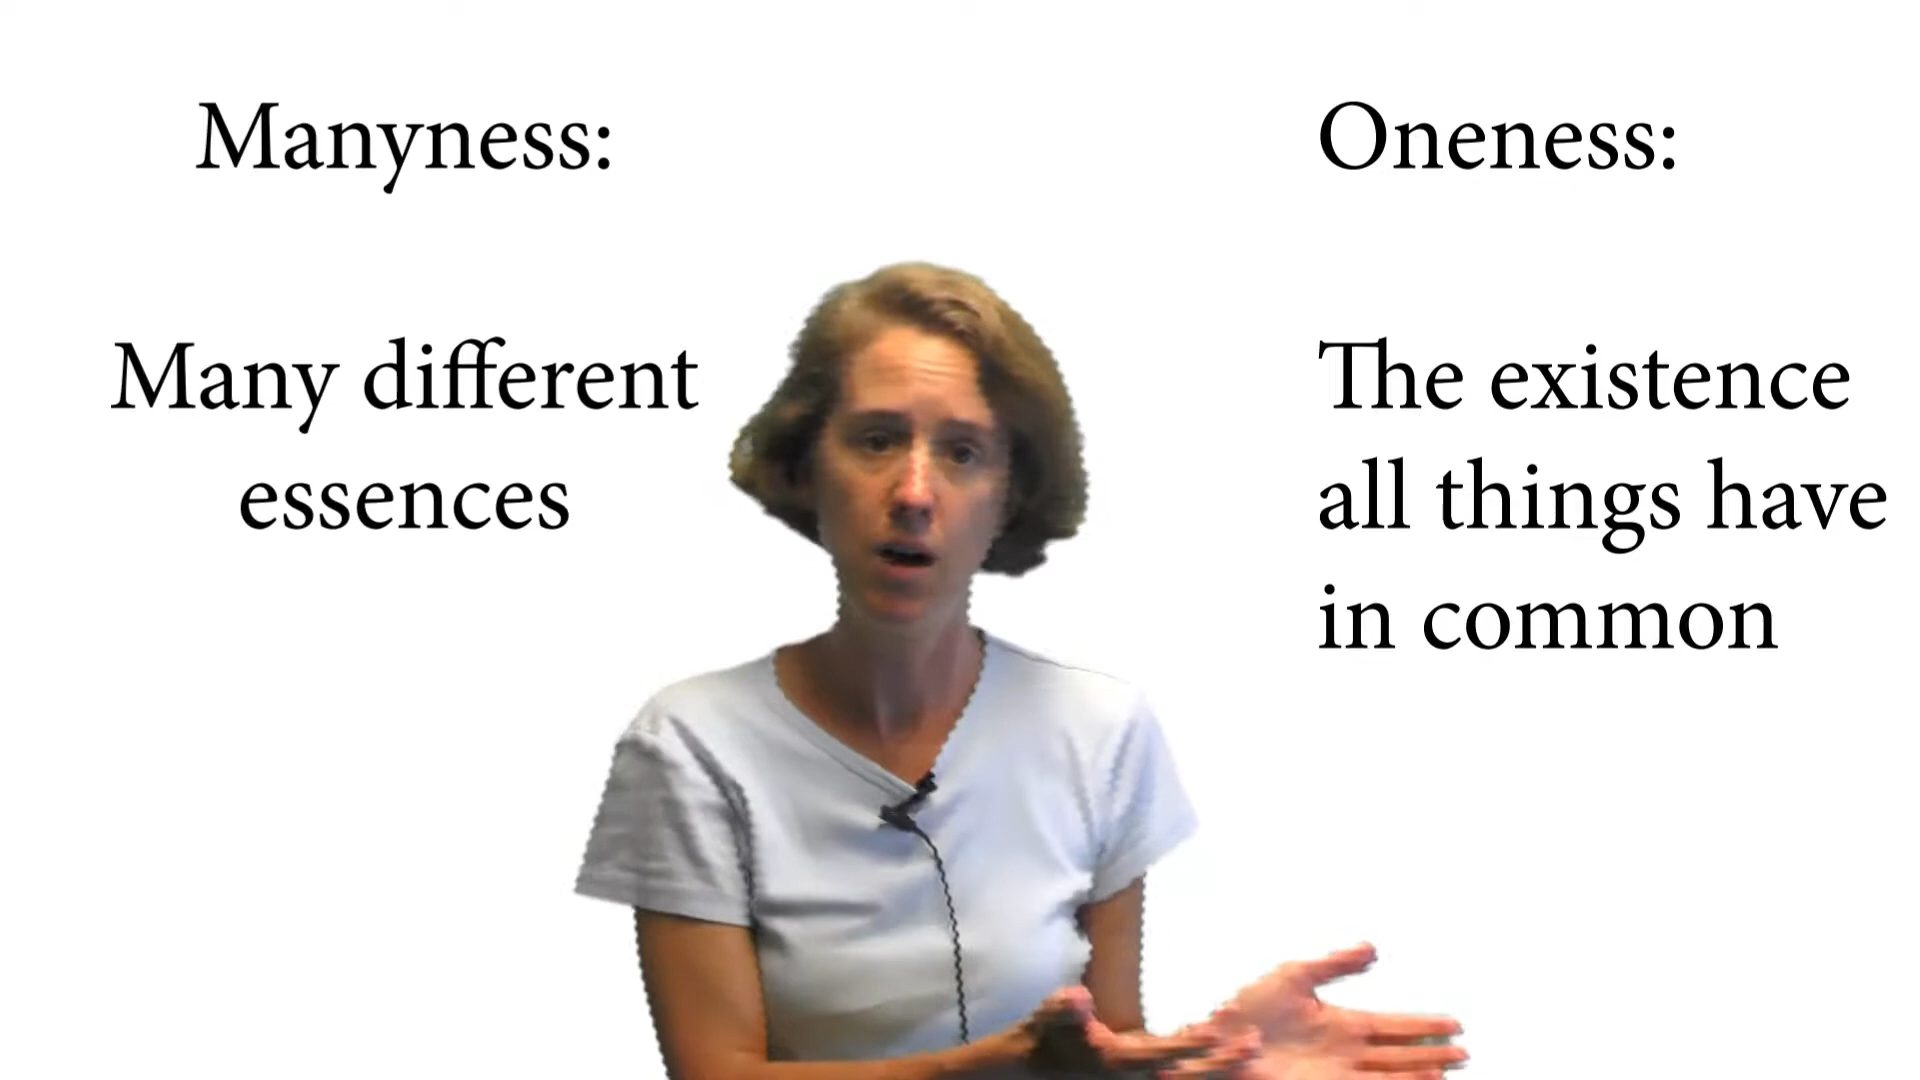 Manyness:
Many different
essences
Oneness:
The existence
all things have
in common